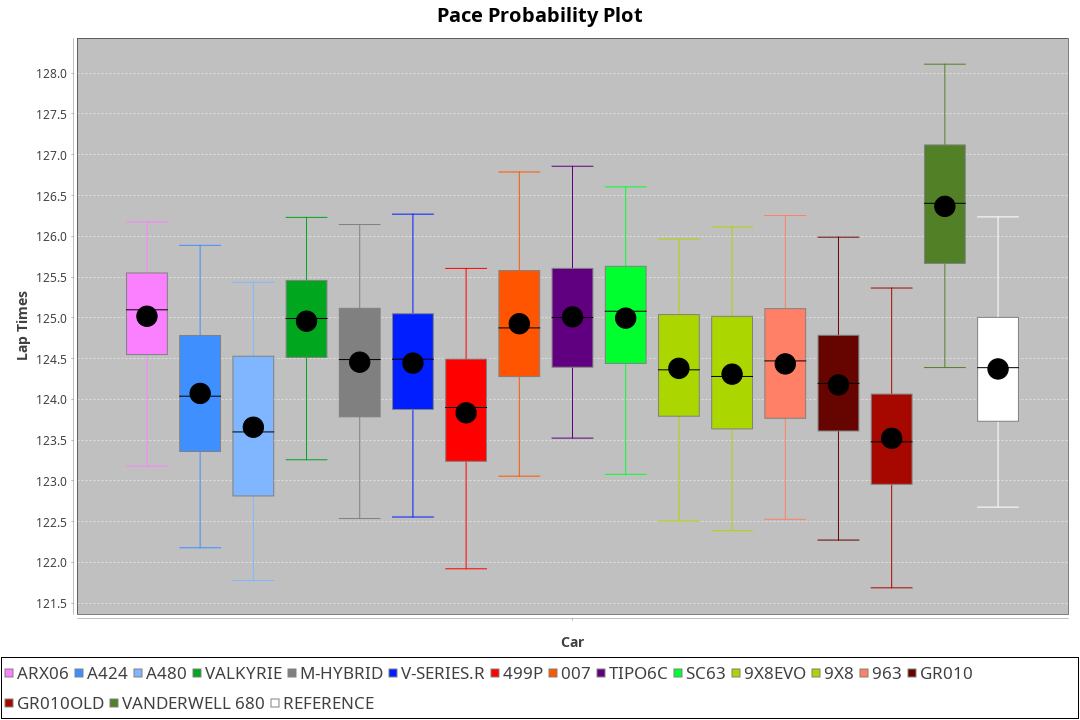 Pace Probability Plot
128.0
127.5
127.0
126.5
126.0
125.5
125.0
124.5
124.0
123.5
123.0
122.5
122.0
121.5
Lap Times
Car
ARX06 A424 A480 VALKYRIE M-HYBRID V-SERIES.R 499P 007 TIPO6C SC63 9X8EVO 9X8 963 GR010
GR010OLD VANDERWELL 680 REFERENCE